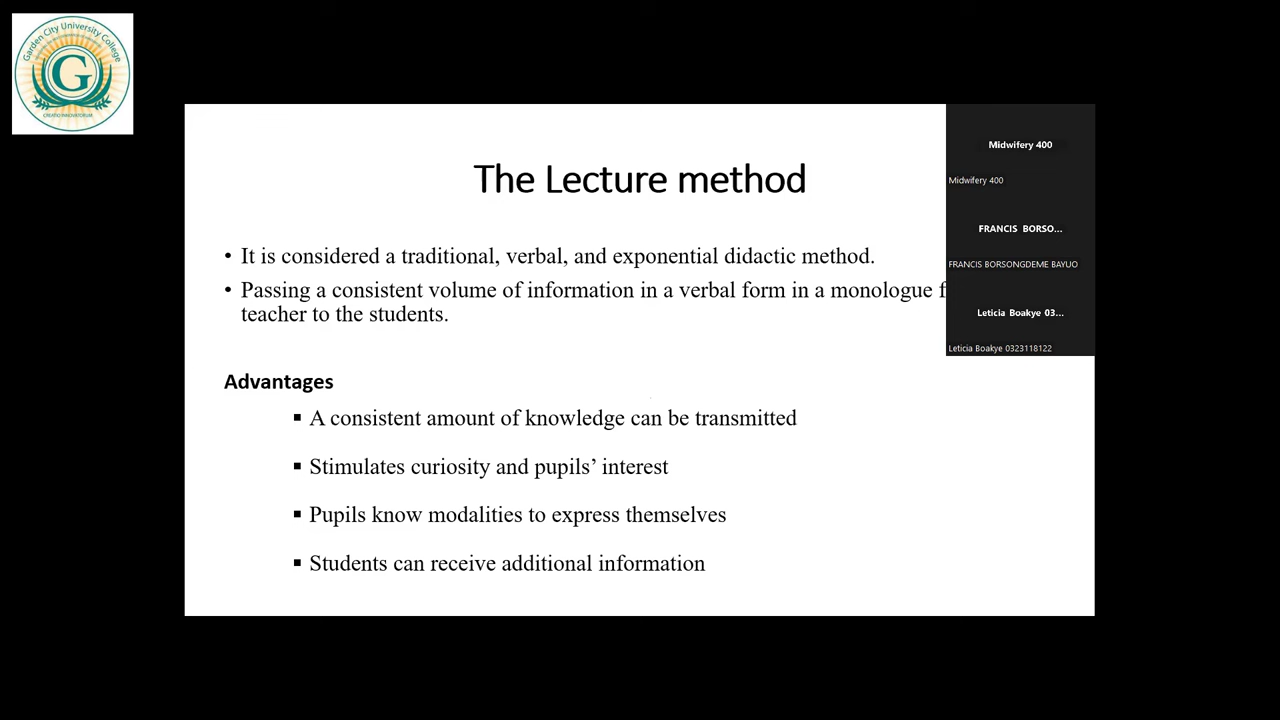 Garden City University College
G
CREATIO INNOVATORUM
The Lecture method
• It is considered a traditional, verbal, and exponential didactic method.
• Passing a consistent volume of information in a verbal form in a monologue f
teacher to the students.
Advantages
▪ A consistent amount of knowledge can be transmitted
▪ Stimulates curiosity and pupils’ interest
▪ Pupils know modalities to express themselves
▪ Students can receive additional information
Midwifery 400
Midwifery 400
FRANCIS BORSO...
FRANCIS BORSONGDEME BAYUO
Leticia Boakye 03...
Leticia Boakye 0323118122